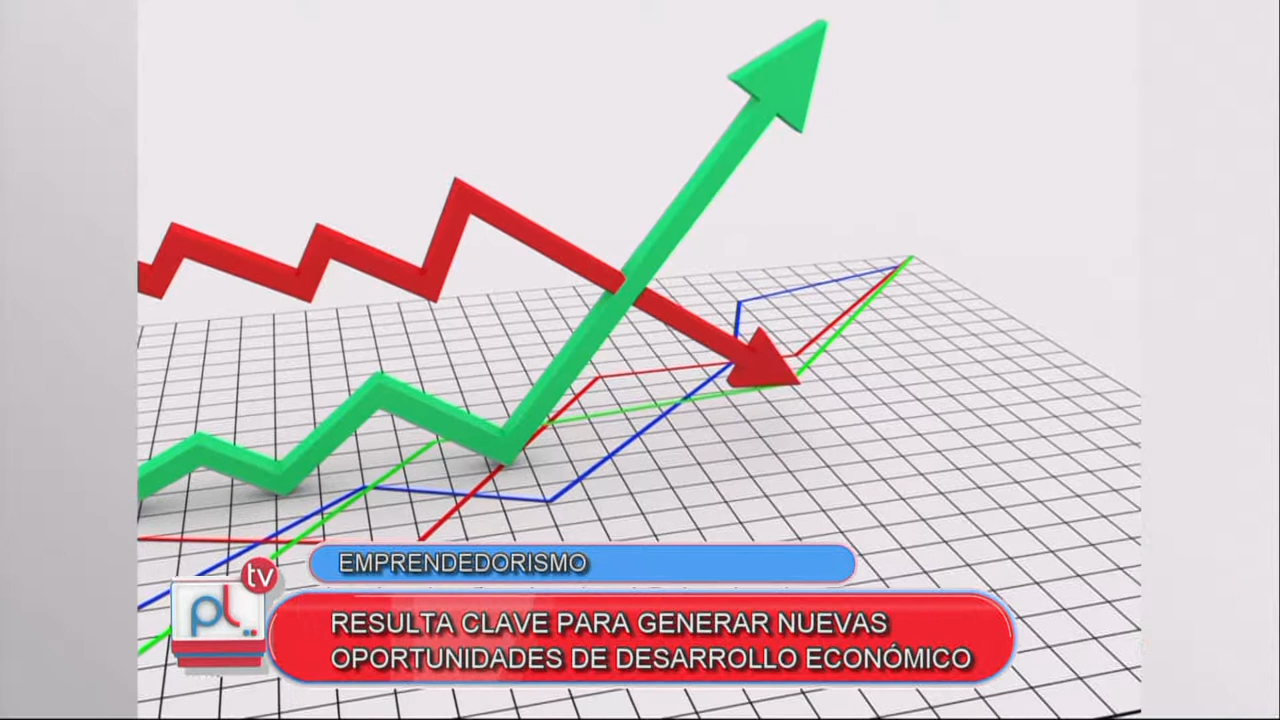 EMPRENDEDORISMO
tv
pl..
RESULTA CLAVE PARA GENERAR NUEVAS
OPORTUNIDADES DE DESARROLLO ECONÓMICO